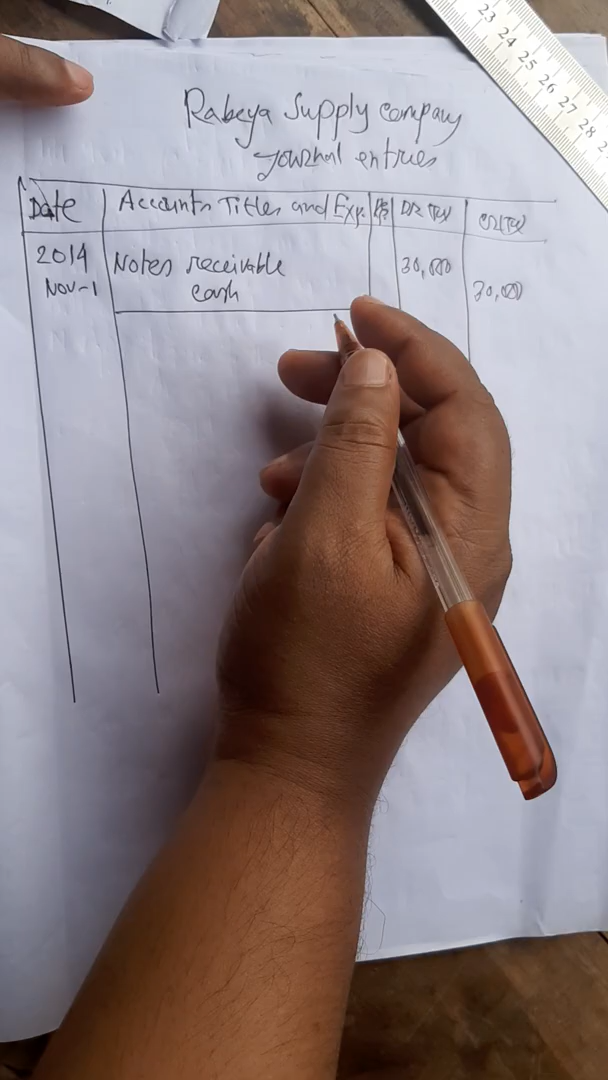 Rabeya Supply company
Journal entries
Date Accounts Titles and Exp. DR (TK) CR(TK)
2014 Notes receivable 30,000
Nov-1 cash 30,000
23 24 25 26 27 28